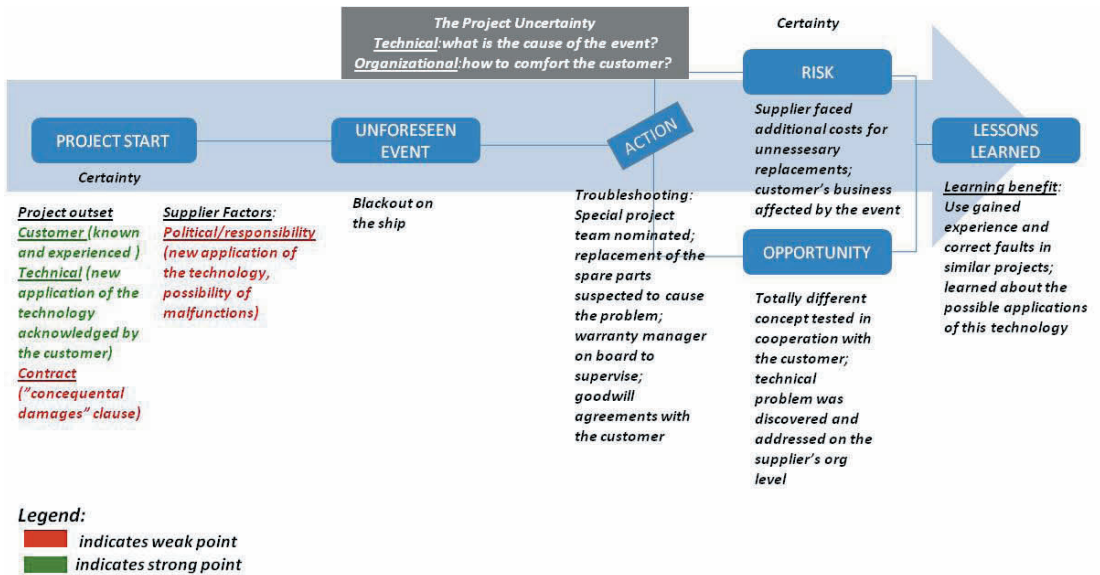 The Project Uncertainty
Technical:what is the cause of the event?
Organizational:how to comfort the customer?
Certainty
PROJECT START
UNFORESEEN
EVENT
ACTION
RISK
OPPORTUNITY
LESSONS
LEARNED
Certainty
Project outset
Customer (known
and experienced )
Technical (new
application of the
technology
acknowledged by
the customer)
Contract
("concequental
damages" clause)
Supplier Factors:
Political/responsibility
(new application of
the technology,
possibility of
malfunctions)
Blackout on
the ship
Troubleshooting:
Special project
team nominated;
replacement of the
spare parts
suspected to cause
the problem;
warranty manager
on board to
supervise;
goodwill
agreements with
the customer
Supplier faced
additional costs for
unnessesary
replacements;
customer's business
affected by the event
Totally different
concept tested in
cooperation with
the customer;
technical
problem was
discovered and
addressed on the
supplier's org
level
Learning benefit:
Use gained
experience and
correct faults in
similar projects;
learned about the
possible applications
of this technology
Legend:
indicates weak point
indicates strong point